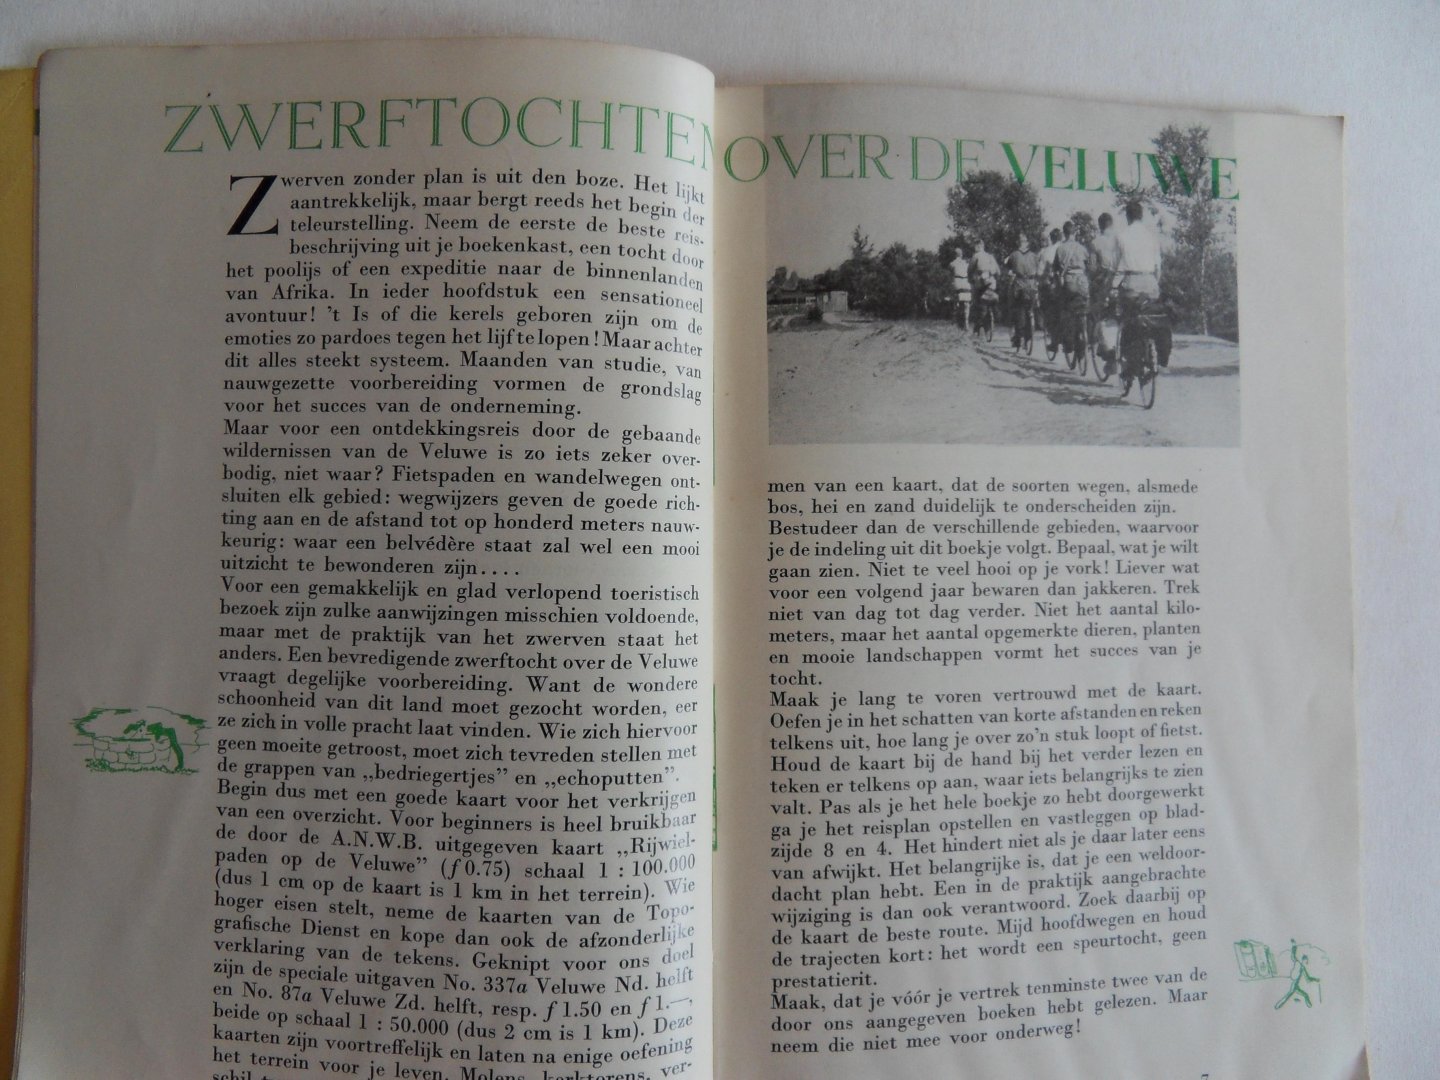 ZWERFTOCHTEN OVER DE VELUWE
Zwerven zonder plan is uit den boze. Het lijkt
aantrekkelijk, maar bergt reeds het begin der
teleurstelling. Neem de eerste de beste reis-
beschrijving uit je boekenkast, een tocht door
het poolijs of een expeditie naar de binnenlanden
van Afrika. In ieder hoofdstuk een sensationeel
avontuur! 't Is of die kerels geboren zijn om de
emoties zo pardoes tegen het lijf te lopen! Maar achter
dit alles steekt systeem. Maanden van studie, van
nauwgezette voorbereiding vormen de grondslag
voor het succes van de onderneming.
Maar voor een ontdekkingsreis door de gebaande
wildernissen van de Veluwe is zo iets zeker over-
bodig, niet waar? Fietspaden en wandelwegen ont-
sluiten elk gebied: wegwijzers geven de goede rich-
ting aan en de afstand tot op honderd meters nauw-
keurig: waar een belvédère staat zal wel een mooi
uitzicht te bewonderen zijn....
Voor een gemakkelijk en glad verlopend toeristisch
bezoek zijn zulke aanwijzingen misschien voldoende,
maar met de praktijk van het zwerven staat het
anders. Een bevredigende zwerftocht over de Veluwe
vraagt degelijke voorbereiding. Want de wondere
schoonheid van dit land moet gezocht worden, eer
ze zich in volle pracht laat vinden. Wie zich hiervoor
geen moeite getroost, moet zich tevreden stellen met
de grappen van „bedriegertjes” en „echoputten”.
Begin dus met een goede kaart voor het verkrijgen
van een overzicht. Voor beginners is heel bruikbaar
de door de A.N.W.B. uitgegeven kaart „Rijwiel-
paden op de Veluwe” (f 0.75) schaal 1 : 100.000
(dus 1 cm op de kaart is 1 km in het terrein). Wie
hoger eisen stelt, neme de kaarten van de Topo-
grafische Dienst en kope dan ook de afzonderlijke
verklaring van de tekens. Geknipt voor ons doel
zijn de speciale uitgaven No. 337a Veluwe Nd. helft
en No. 87a Veluwe Zd. helft, resp. f 1.50 en f 1.—,
beide op schaal 1 : 50.000 (dus 2 cm is 1 km). Deze
kaarten zijn voortreffelijk en laten na enige oefening
het terrein voor je leven. Molens, kerktorens, ver-
men van een kaart, dat de soorten wegen, alsmede
bos, hei en zand duidelijk te onderscheiden zijn.
Bestudeer dan de verschillende gebieden, waarvoor
je de indeling uit dit boekje volgt. Bepaal, wat je wilt
gaan zien. Niet te veel hooi op je vork! Liever wat
voor een volgend jaar bewaren dan jakkeren. Trek
niet van dag tot dag verder. Niet het aantal kilo-
meters, maar het aantal opgemerkte dieren, planten
en mooie landschappen vormt het succes van je
tocht.
Maak je lang te voren vertrouwd met de kaart.
Oefen je in het schatten van korte afstanden en reken
telkens uit, hoe lang je over zo'n stuk loopt of fietst.
Houd de kaart bij de hand bij het verder lezen en
teken er telkens op aan, waar iets belangrijks te zien
valt. Pas als je het hele boekje zo hebt doorgewerkt
ga je het reisplan opstellen en vastleggen op blad-
zijde 8 en 4. Het hindert niet als je daar later eens
van afwijkt. Het belangrijke is, dat je een weldoor-
dacht plan hebt. Een in de praktijk aangebrachte
wijziging is dan ook verantwoord. Zoek daarbij op
de kaart de beste route. Mijd hoofdwegen en houd
de trajecten kort: het wordt een speurtocht, geen
prestatierit.
Maak, dat je vóór je vertrek tenminste twee van de
door ons aangegeven boeken hebt gelezen. Maar
neem die niet mee voor onderweg!